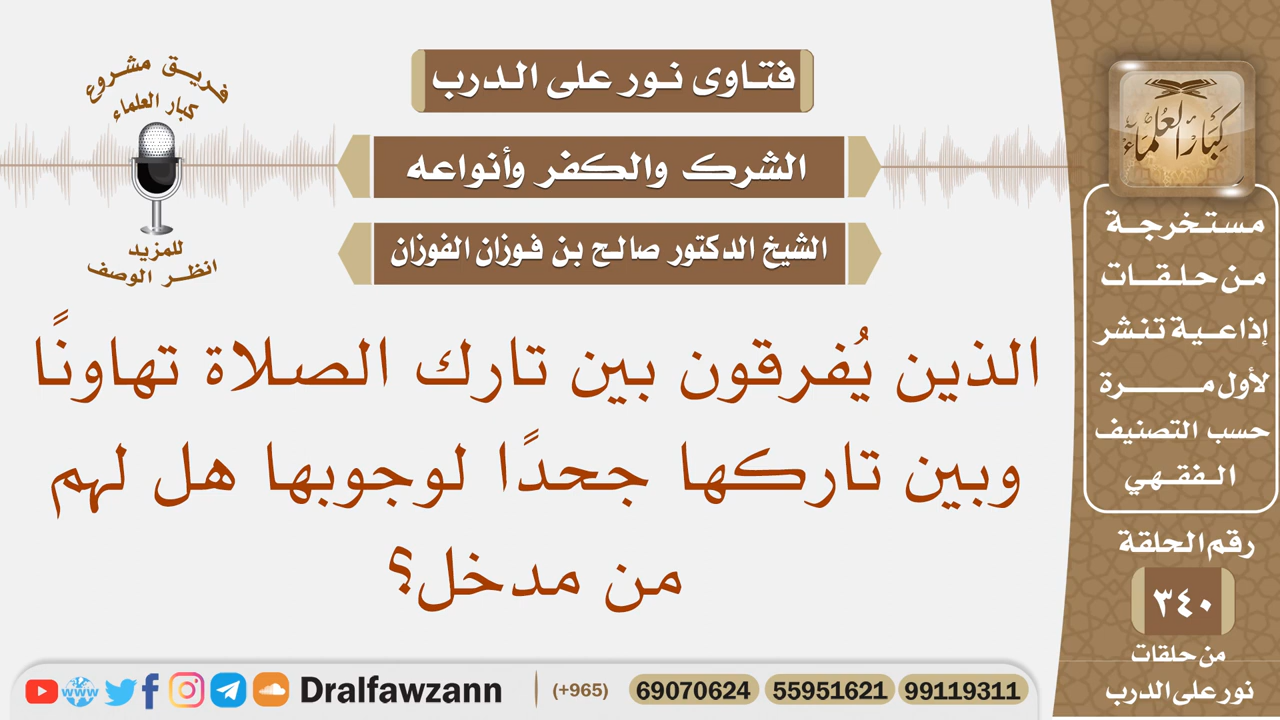 فتاوى نور على الدرب
الشرك والكفر وأنواعه
الشيخ الدكتور صالح بن فوزان الفوزان
الذين يُفرقون بين تارك الصلاة تهاونًا
وبين تاركها جحدًا لوجوبها هل لهم
من مدخل؟
فريق مشروع
كبار العلماء
للمزيد
انظر الوصف
كبار العلماء
مستخرجة
من حلقات
إذاعية تنشر
لأول مرة
حسب التصنيف
الفقهي
رقم الحلقة
٣٤٠
من حلقات
نور على الدرب
www Dralfawzann (+965) 69070624 55951621 99119311